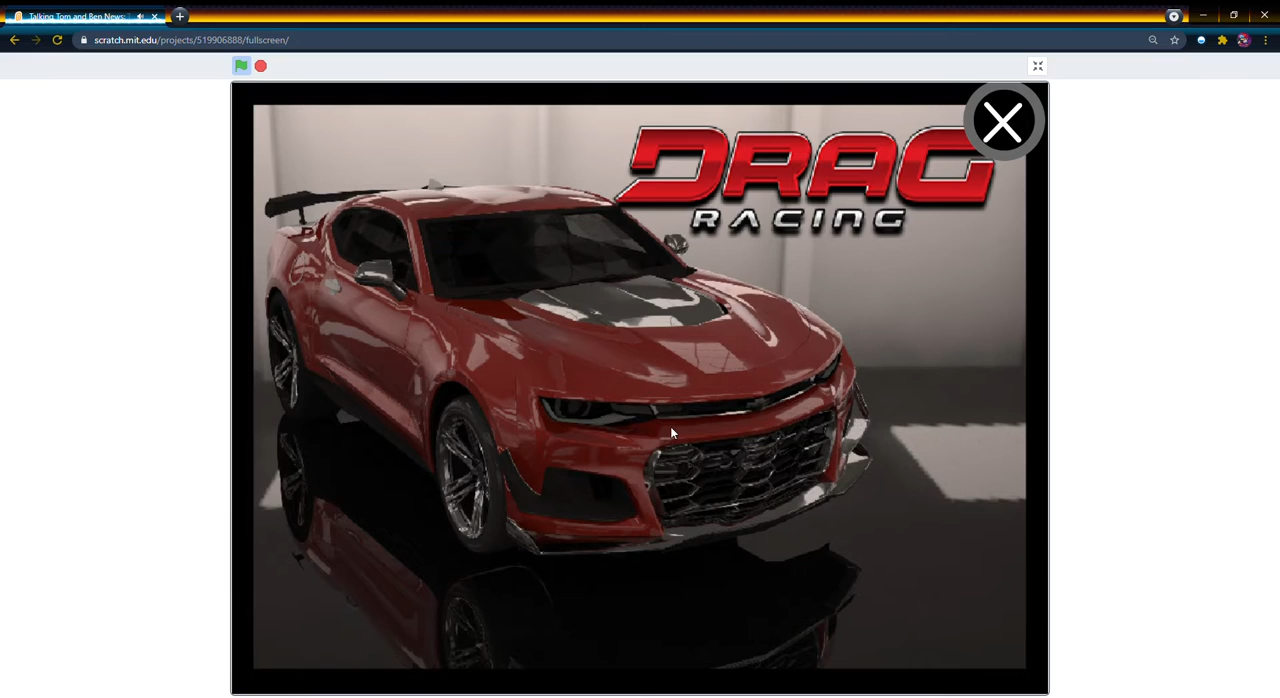 Talking Tom and Ben News:
scratch.mit.edu/projects/519906888/fullscreen/
DRAG
RACING